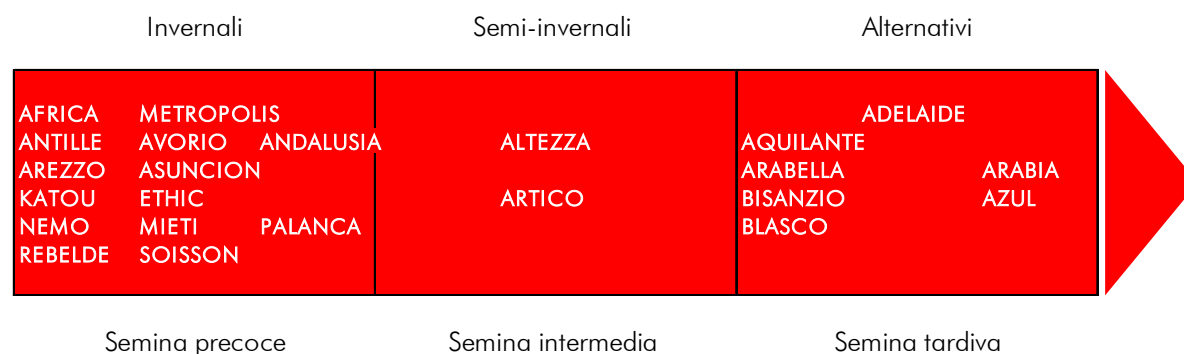 Invernali Semi-invernali Alternativi
AFRICA METROPOLIS ADELAIDE
ANTILLE AVORIO ANDALUSIA ALTEZZA AQUILANTE
AREZZO ASUNCION ARABELLA ARABIA
KATOU ETHIC ARTICO BISANZIO AZUL
NEMO MIETI PALANCA BLASCO
REBELDE SOISSON
Semina precoce Semina intermedia Semina tardiva